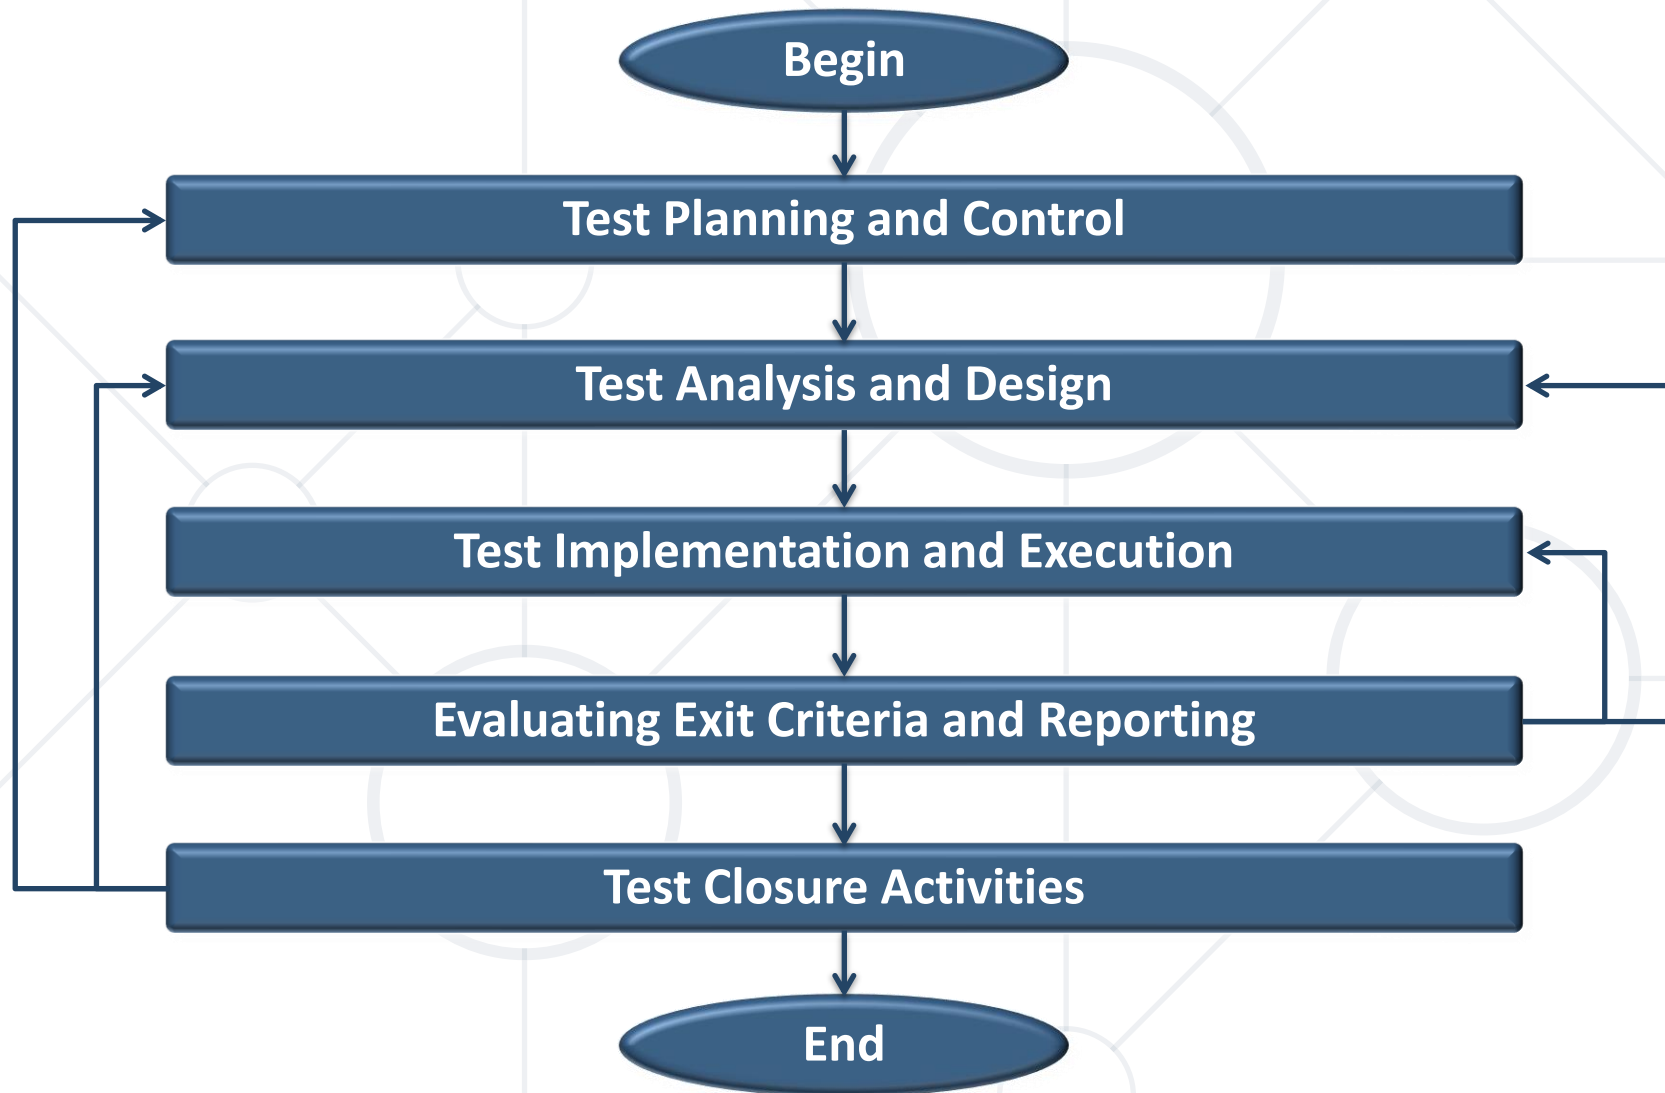 Begin
Test Planning and Control
Test Analysis and Design
Test Implementation and Execution
Evaluating Exit Criteria and Reporting
Test Closure Activities
End